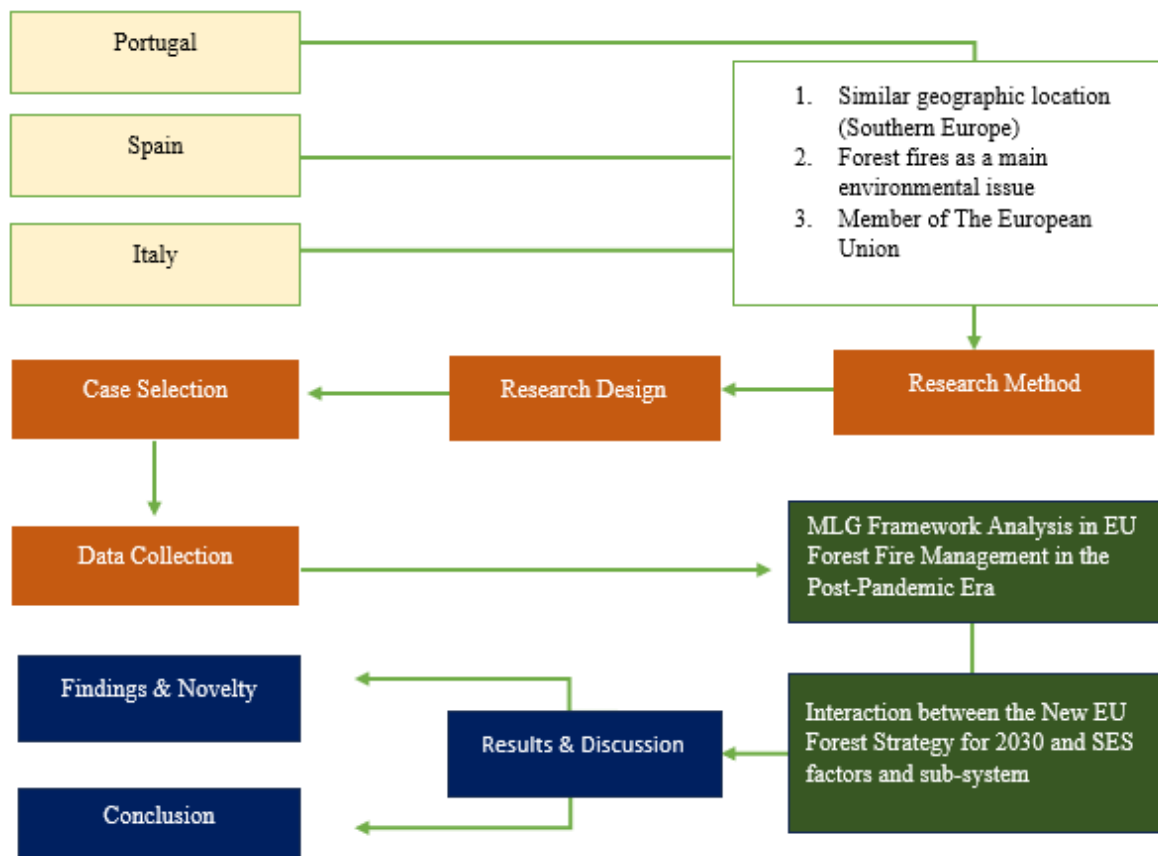 Portugal
Spain
Italy
1. Similar geographic location
(Southern Europe)
2. Forest fires as a main
environmental issue
3. Member of The European
Union
Case Selection
Research Design
Research Method
Data Collection
MLG Framework Analysis in EU
Forest Fire Management in the
Post-Pandemic Era
Findings & Novelty
Results & Discussion
Interaction between the New EU
Forest Strategy for 2030 and SES
factors and sub-system
Conclusion